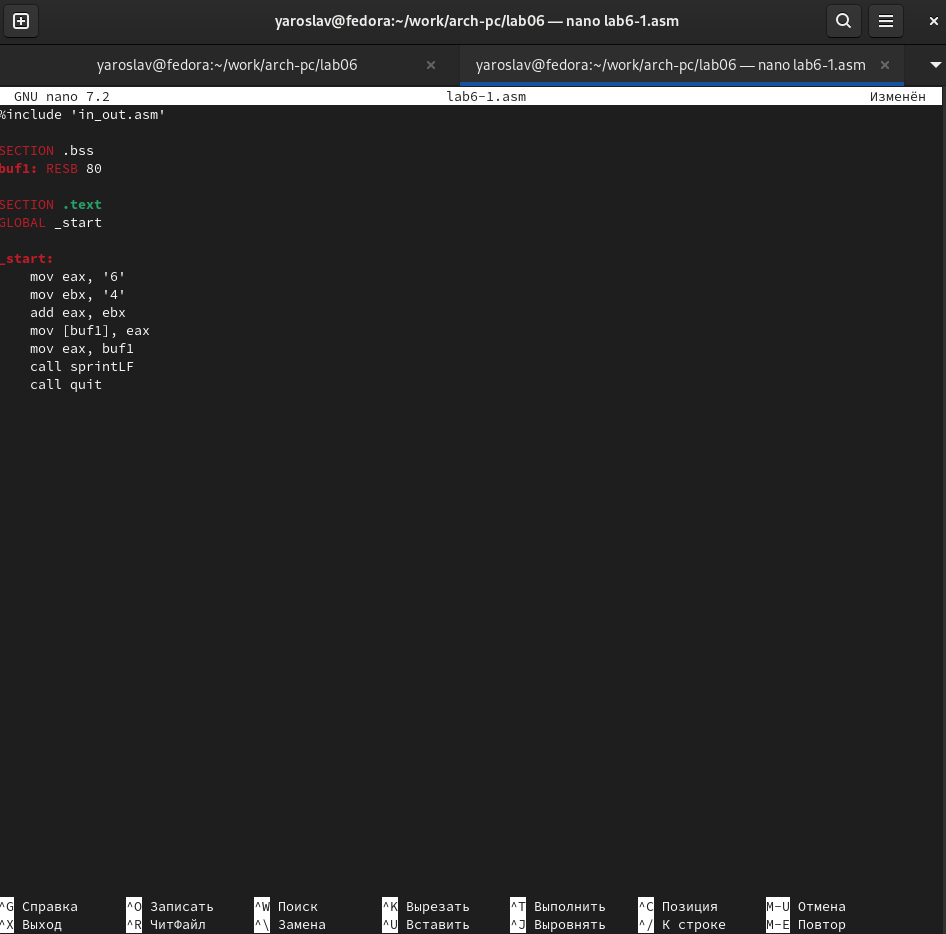 yaroslav@fedora:~/work/arch-pc/lab06 — nano lab6-1.asm
yaroslav@fedora:~/work/arch-pc/lab06 yaroslav@fedora:~/work/arch-pc/lab06 — nano lab6-1.asm
GNU nano 7.2 lab6-1.asm Изменён
%include 'in_out.asm'
SECTION .bss
buf1: RESB 80
SECTION .text
GLOBAL _start
_start:
mov eax, '6'
mov ebx, '4'
add eax, ebx
mov [buf1], eax
mov eax, buf1
call sprintLF
call quit
^G Справка ^O Записать ^W Поиск ^K Вырезать ^T Выполнить ^C Позиция M-U Отмена
^X Выход ^R ЧитФайл ^\ Замена ^U Вставить ^J Выровнять ^/ К строке M-E Повтор